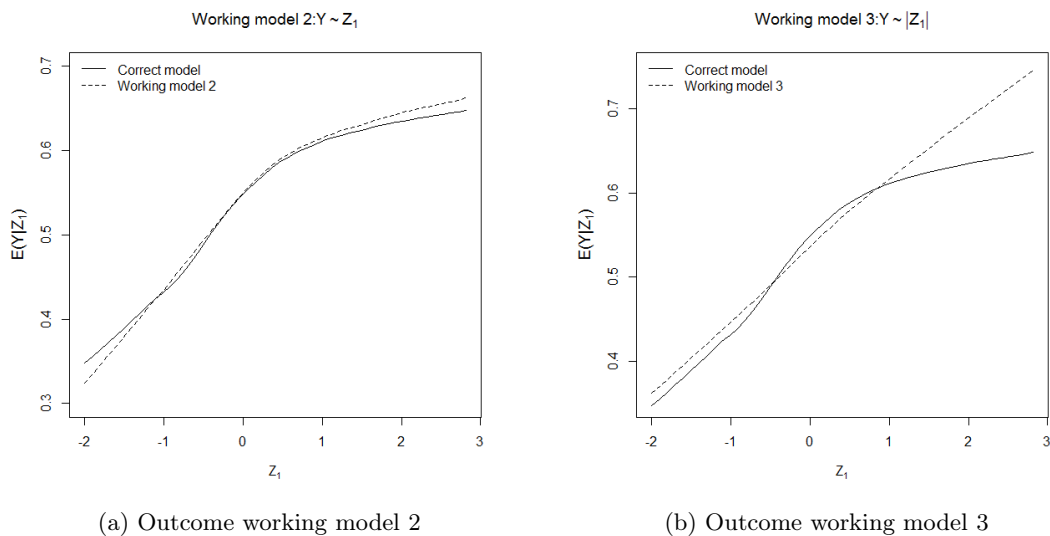 Working model 2:Y ~ Z₁
Correct model
Working model 2
E(Y|Z₁)
0.7
0.6
0.5
0.4
0.3
-2 -1 0 1 2 3
Z₁
(a) Outcome working model 2
Working model 3:Y ~ |Z₁|
Correct model
Working model 3
E(Y|Z₁)
0.7
0.6
0.5
0.4
-2 -1 0 1 2 3
Z₁
(b) Outcome working model 3